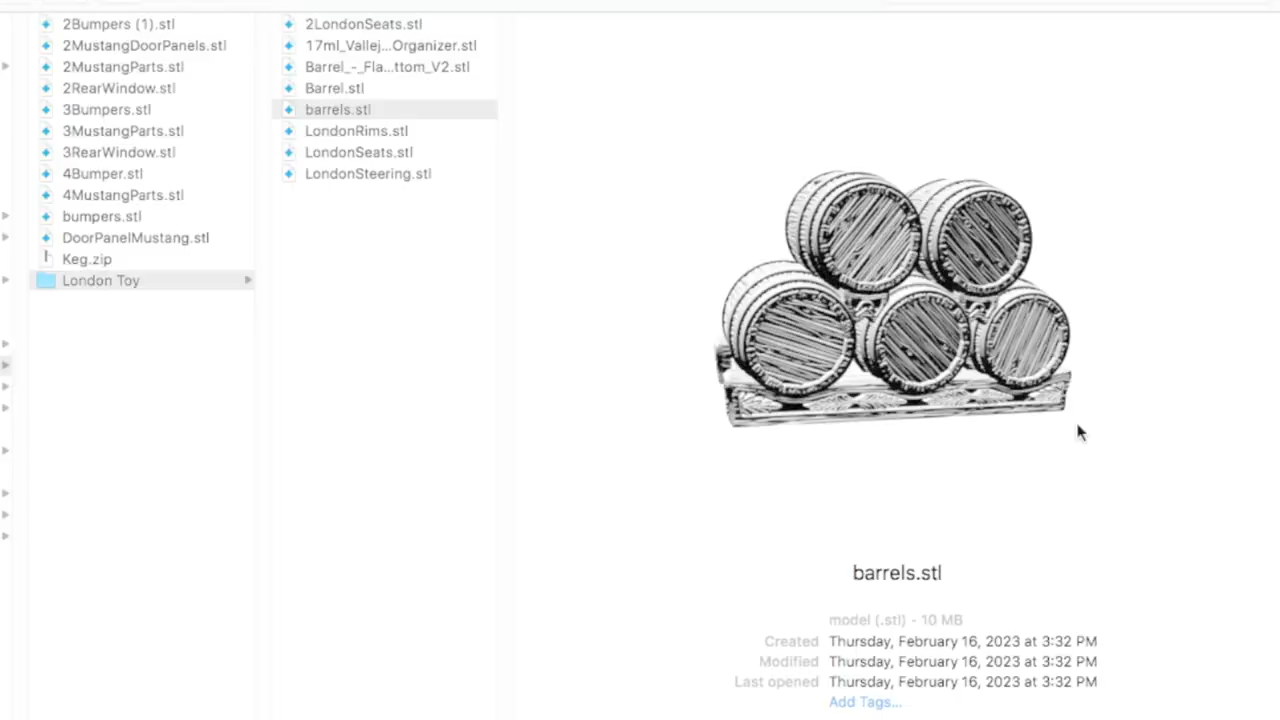 2Bumpers (1).stl
2MustangDoorPanels.stl
2MustangParts.stl
2RearWindow.stl
3Bumpers.stl
3MustangParts.stl
3RearWindow.stl
4Bumper.stl
4MustangParts.stl
bumpers.stl
DoorPanelMustang.stl
Keg.zip
London Toy
2LondonSeats.stl
17ml_Vallej...Organizer.stl
Barrel_-_Fla...ttom_V2.stl
Barrel.stl
barrels.stl
LondonRims.stl
LondonSeats.stl
LondonSteering.stl
barrels.stl
model (.stl) - 10 MB
Created Thursday, February 16, 2023 at 3:32 PM
Modified Thursday, February 16, 2023 at 3:32 PM
Last opened Thursday, February 16, 2023 at 3:32 PM
Add Tags...